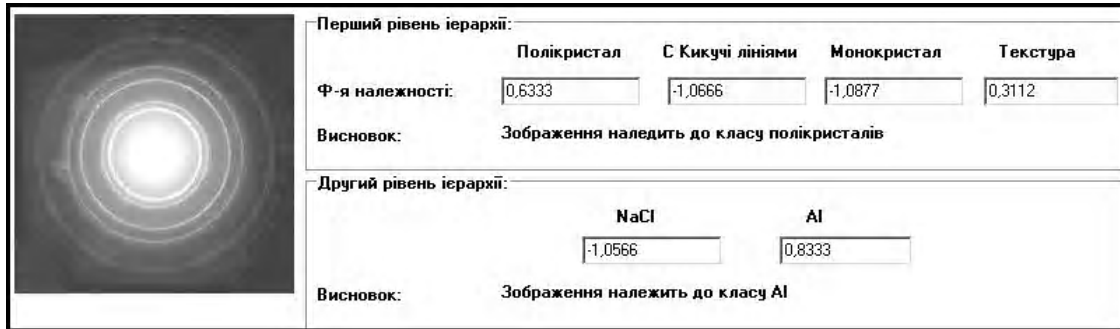 Перший рівень ієрархії:
Полікристал С Кикучі лініями Монокристал Текстура
Ф-я належності: 0,6333 -1,0666 -1,0877 0,3112
Висновок: Зображення наледить до класу полікристалів
Другий рівень ієрархії:
NaCl Al
-1,0566 0,8333
Висновок: Зображення належить до класу Al